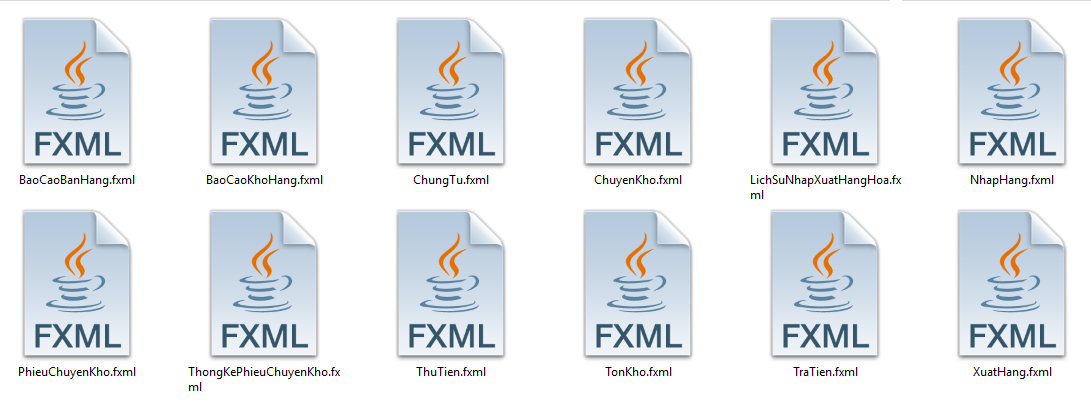 FXML FXML FXML FXML FXML FXML
BaoCaoBanHang.fxml BaoCaoKhoHang.fxml ChungTu.fxml ChuyenKho.fxml LichSuNhapXuatHangHoa.fx NhapHang.fxml
ml
FXML FXML FXML FXML FXML FXML
PhieuChuyenKho.fxml ThongKePhieuChuyenKho.fx ThuTien.fxml TonKho.fxml TraTien.fxml XuatHang.fxml
ml